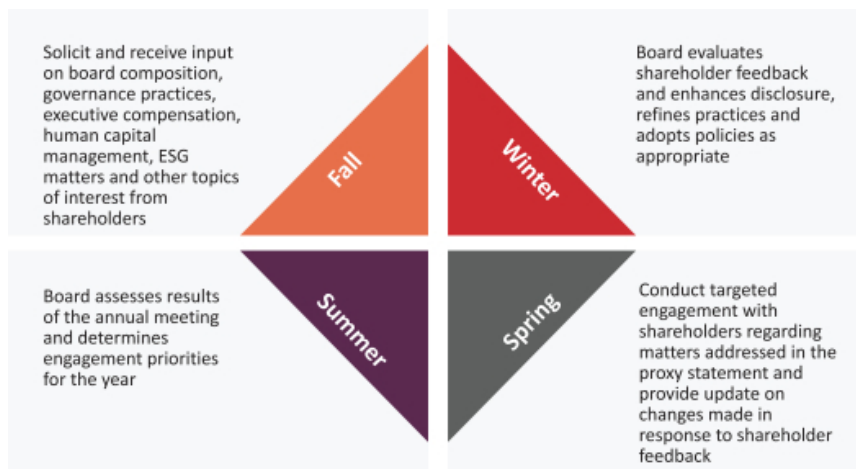 Solicit and receive input
on board composition,
governance practices,
executive compensation,
human capital
management, ESG
matters and other topics
of interest from
shareholders
Fall
Winter
Board evaluates
shareholder feedback
and enhances disclosure,
refines practices and
adopts policies as
appropriate
Board assesses results
of the annual meeting
and determines
engagement priorities
for the year
Summer
Spring
Conduct targeted
engagement with
shareholders regarding
matters addressed in the
proxy statement and
provide update on
changes made in
response to shareholder
feedback